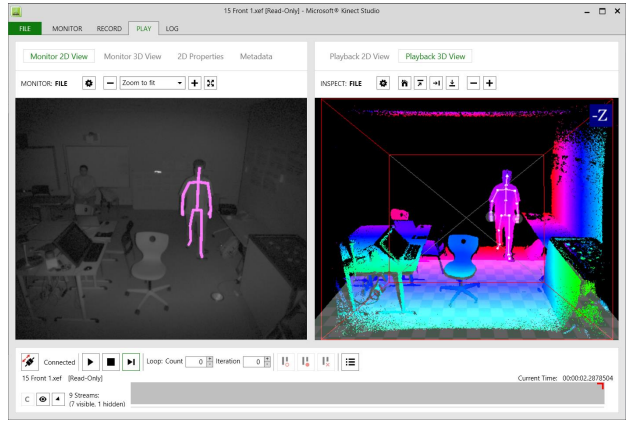 15 Front 1.xef [Read-Only] - Microsoft® Kinect Studio
FILE MONITOR RECORD PLAY LOG
Monitor 2D View Monitor 3D View 2D Properties Metadata
Playback 2D View Playback 3D View
MONITOR: FILE Zoom to fit
INSPECT: FILE
-Z
Connected Loop: Count 0 Iteration 0
15 Front 1.xef [Read-Only] Current Time: 00:00:02.2878504
C 9 Streams:
(7 visible, 1 hidden)